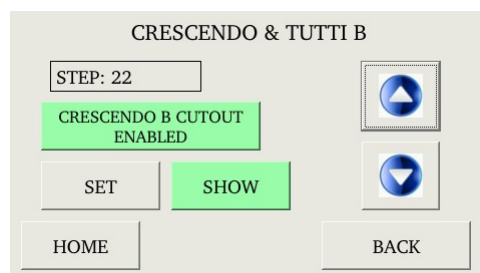 CRESCENDO & TUTTI B
STEP: 22
CRESCENDO B CUTOUT
ENABLED
SET
SHOW
HOME
BACK